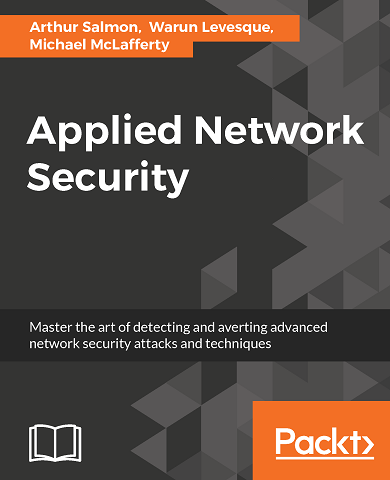 Arthur Salmon,  Warun Levesque,
Michael McLafferty
Applied Network
Security
Master the art of detecting and averting advanced
network security attacks and techniques
Packt>